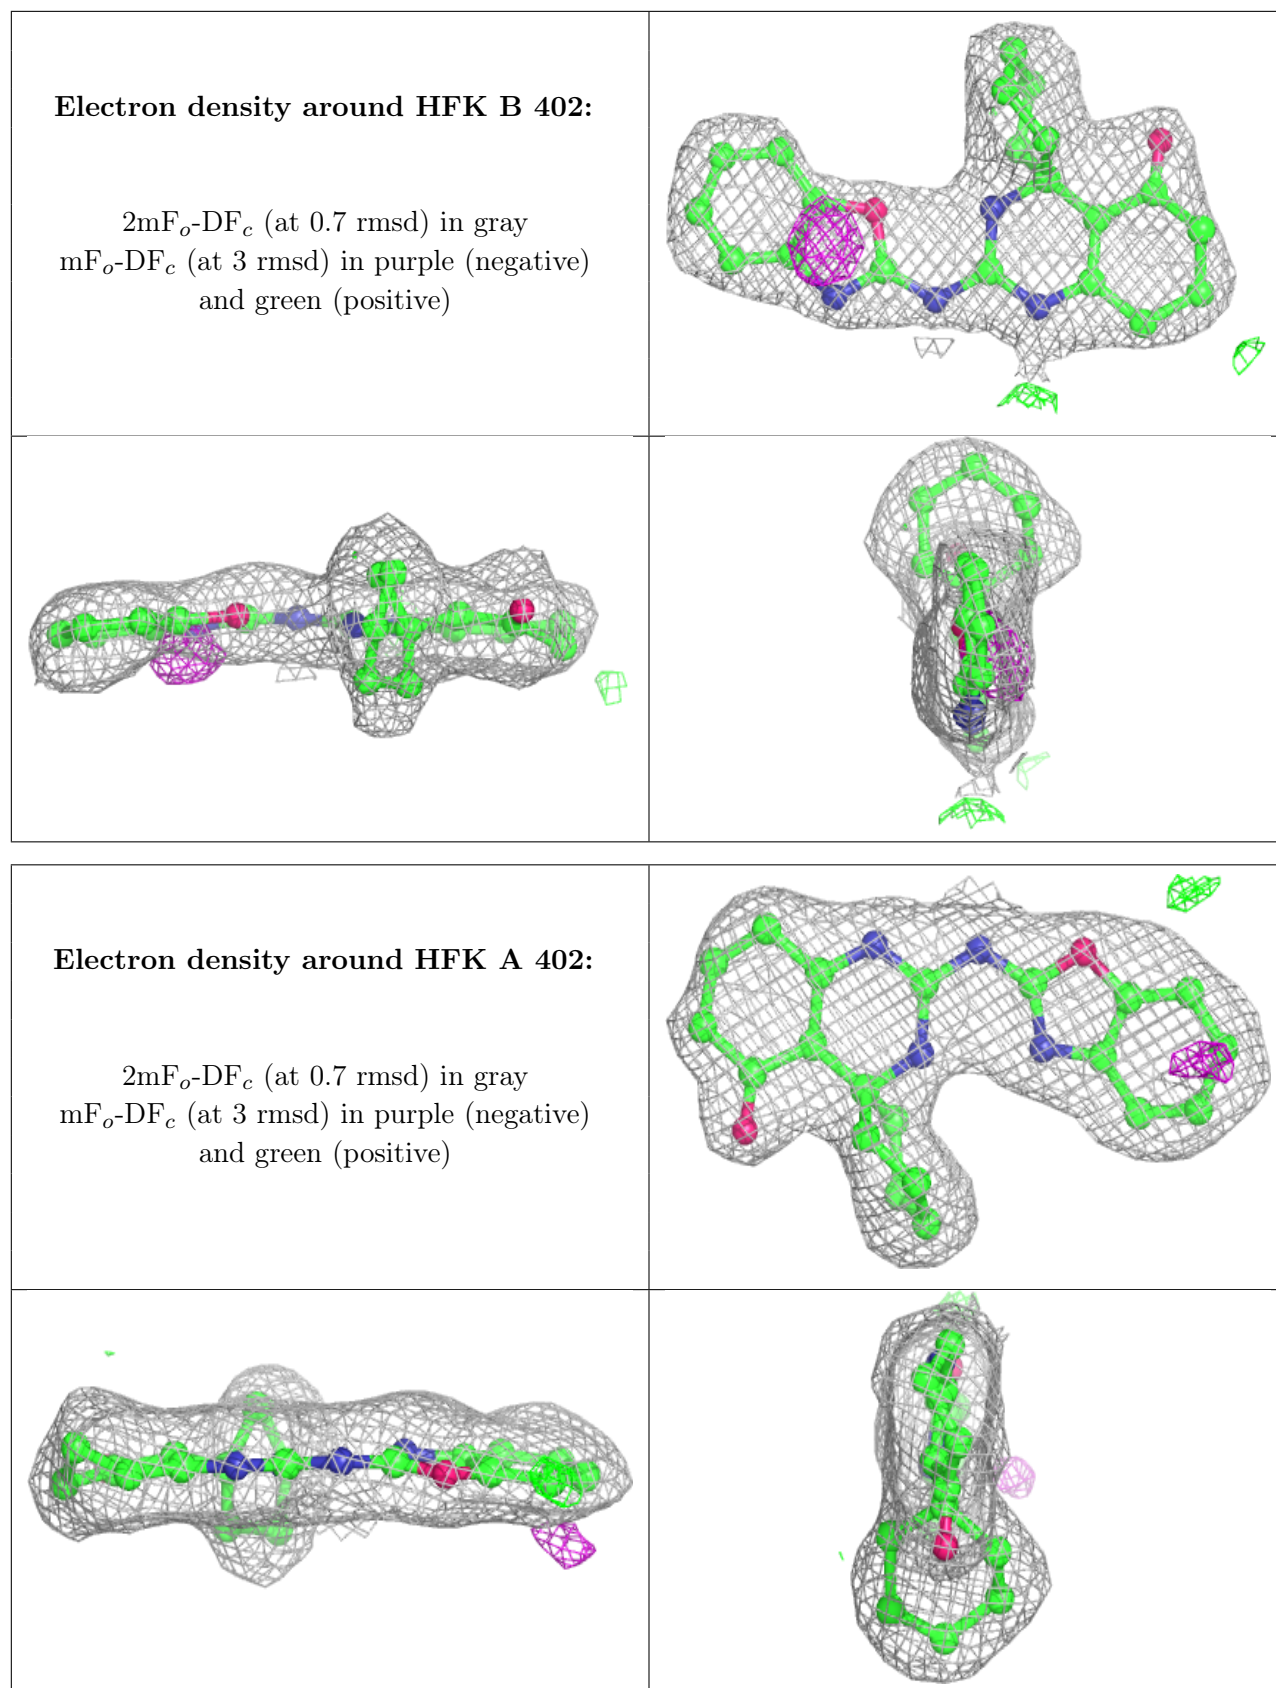 Electron density around HFK B 402:
2mFo-DFc (at 0.7 rmsd) in gray
mFo-DFc (at 3 rmsd) in purple (negative)
and green (positive)
Electron density around HFK A 402:
2mFo-DFc (at 0.7 rmsd) in gray
mFo-DFc (at 3 rmsd) in purple (negative)
and green (positive)